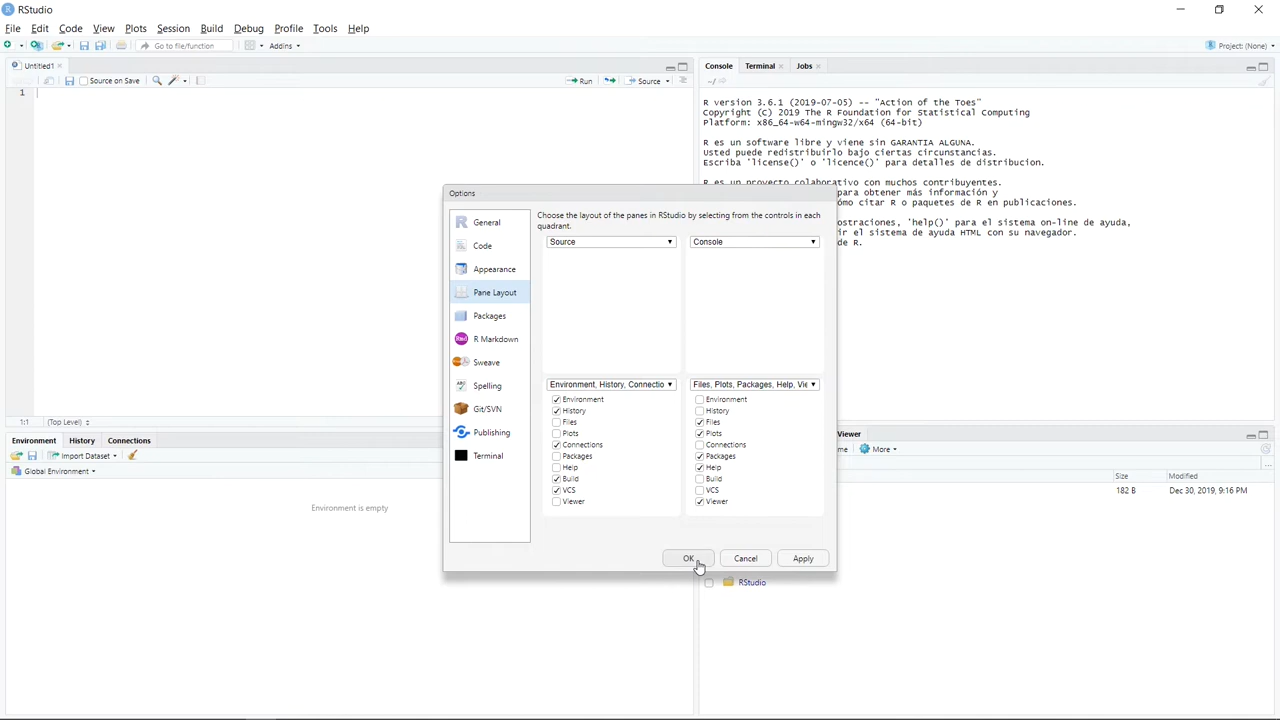 RStudio
File Edit Code View Plots Session Build Debug Profile Tools Help
Go to file/function Addins Project: (None)
Untitled1 Console Terminal Jobs
Source on Save Run Source ~/
1
R version 3.6.1 (2019-07-05) -- "Action of the Toes"
Copyright (C) 2019 The R Foundation for Statistical Computing
Platform: x86_64-w64-mingw32/x64 (64-bit)
R es un software libre y viene sin GARANTIA ALGUNA.
Usted puede redistribuirlo bajo ciertas circunstancias.
Escriba 'license()' o 'licence()' para detalles de distribucion.
R es un proyecto colaborativo con muchos contribuyentes.
para obtener más información y
ómo citar R o paquetes de R en publicaciones.
ostraciones, 'help()' para el sistema on-line de ayuda,
ir el sistema de ayuda HTML con su navegador.
de R.
Options
General
Code
Appearance
Pane Layout
Packages
R Markdown
Sweave
Spelling
Git/SVN
Publishing
Terminal
Choose the layout of the panes in RStudio by selecting from the controls in each
quadrant.
Source Console
Environment, History, Connectio Files, Plots, Packages, Help, Vie
Environment Environment
History History
Files Files
Plots Plots
Connections Connections
Packages Packages
Help Help
Build Build
VCS VCS
Viewer Viewer
OK Cancel Apply
1:1 (Top Level)
Environment History Connections
Import Dataset
Global Environment
Environment is empty
Viewer
me More
Size Modified
182 B Dec 30, 2019, 9:16 PM
RStudio